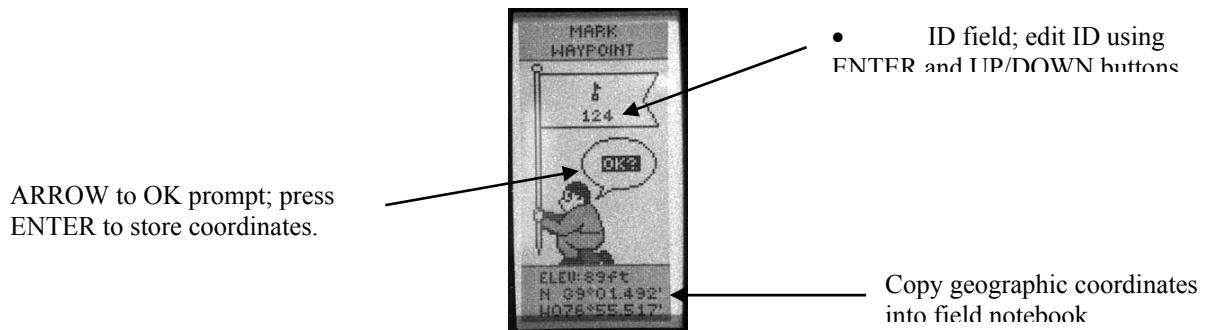 MARK
WAYPOINT
124
OK?
ELEV: 89ft
N 39°01.492'
W076°55.517'
• ID field; edit ID using
ENTER and UP/DOWN buttons
ARROW to OK prompt; press
ENTER to store coordinates.
Copy geographic coordinates
into field notebook